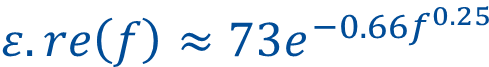 ε.re(f) ≈ 73e^{-0.66f^{0.25}}